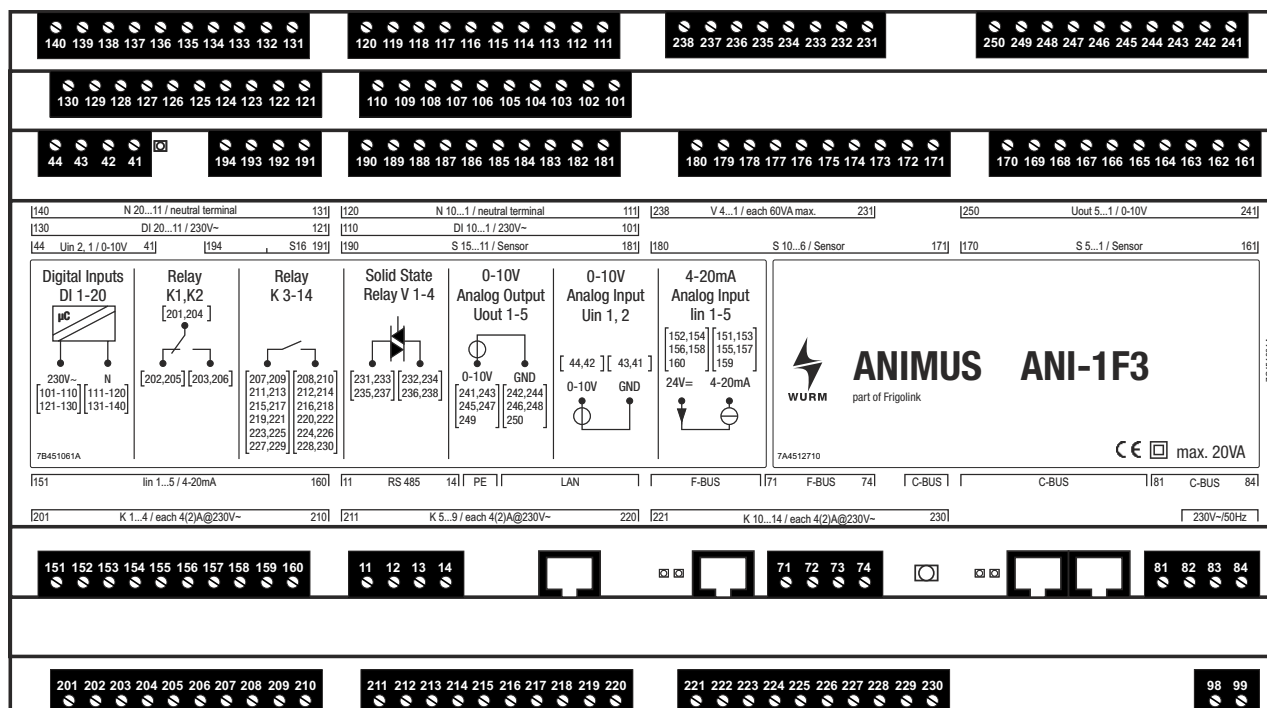 140 139 138 137 136 135 134 133 132 131
120 119 118 117 116 115 114 113 112 111
238 237 236 235 234 233 232 231
250 249 248 247 246 245 244 243 242 241
130 129 128 127 126 125 124 123 122 121
110 109 108 107 106 105 104 103 102 101
44 43 42 41
194 193 192 191
190 189 188 187 186 185 184 183 182 181
180 179 178 177 176 175 174 173 172 171
170 169 168 167 166 165 164 163 162 161
140 N 20...11 / neutral terminal 131
120 N 10...1 / neutral terminal 111
238 V 4...1 / each 60VA max. 231
250 Uout 5...1 / 0-10V 241
130 DI 20...11 / 230V~ 121
110 DI 10...1 / 230V~ 101
44 Uin 2, 1 / 0-10V 41
194 S16 191
190 S 15...11 / Sensor 181
180 S 10...6 / Sensor 171
170 S 5...1 / Sensor 161
Digital Inputs
DI 1-20
µC
230V~ N
[101-110] [111-120]
[121-130] [131-140]
Relay
K1,K2
[201,204 ]
[202,205] [203,206]
Relay
K 3-14
207,209 208,210
211,213 212,214
215,217 216,218
219,221 220,222
223,225 224,226
227,229 228,230
Solid State
Relay V 1-4
231,233 232,234
235,237 236,238
0-10V
Analog Output
Uout 1-5
0-10V GND
241,243 242,244
245,247 246,248
249 250
0-10V
Analog Input
Uin 1, 2
[ 44,42 ] [ 43,41 ]
0-10V GND
4-20mA
Analog Input
Iin 1-5
152,154 151,153
156,158 155,157
160 159
24V= 4-20mA
WURM
ANIMUS ANI-1F3
part of Frigolink
7B451061A
7A4512710
CE max. 20VA
151 Iin 1...5 / 4-20mA 160
11 RS 485 14
PE
LAN
F-BUS
71 F-BUS 74
C-BUS
C-BUS
81 C-BUS 84
201 K 1...4 / each 4(2)A@230V~ 210
211 K 5...9 / each 4(2)A@230V~ 220
221 K 10...14 / each 4(2)A@230V~ 230
230V~/50Hz
151 152 153 154 155 156 157 158 159 160
11 12 13 14
71 72 73 74
81 82 83 84
201 202 203 204 205 206 207 208 209 210
211 212 213 214 215 216 217 218 219 220
221 222 223 224 225 226 227 228 229 230
98 99